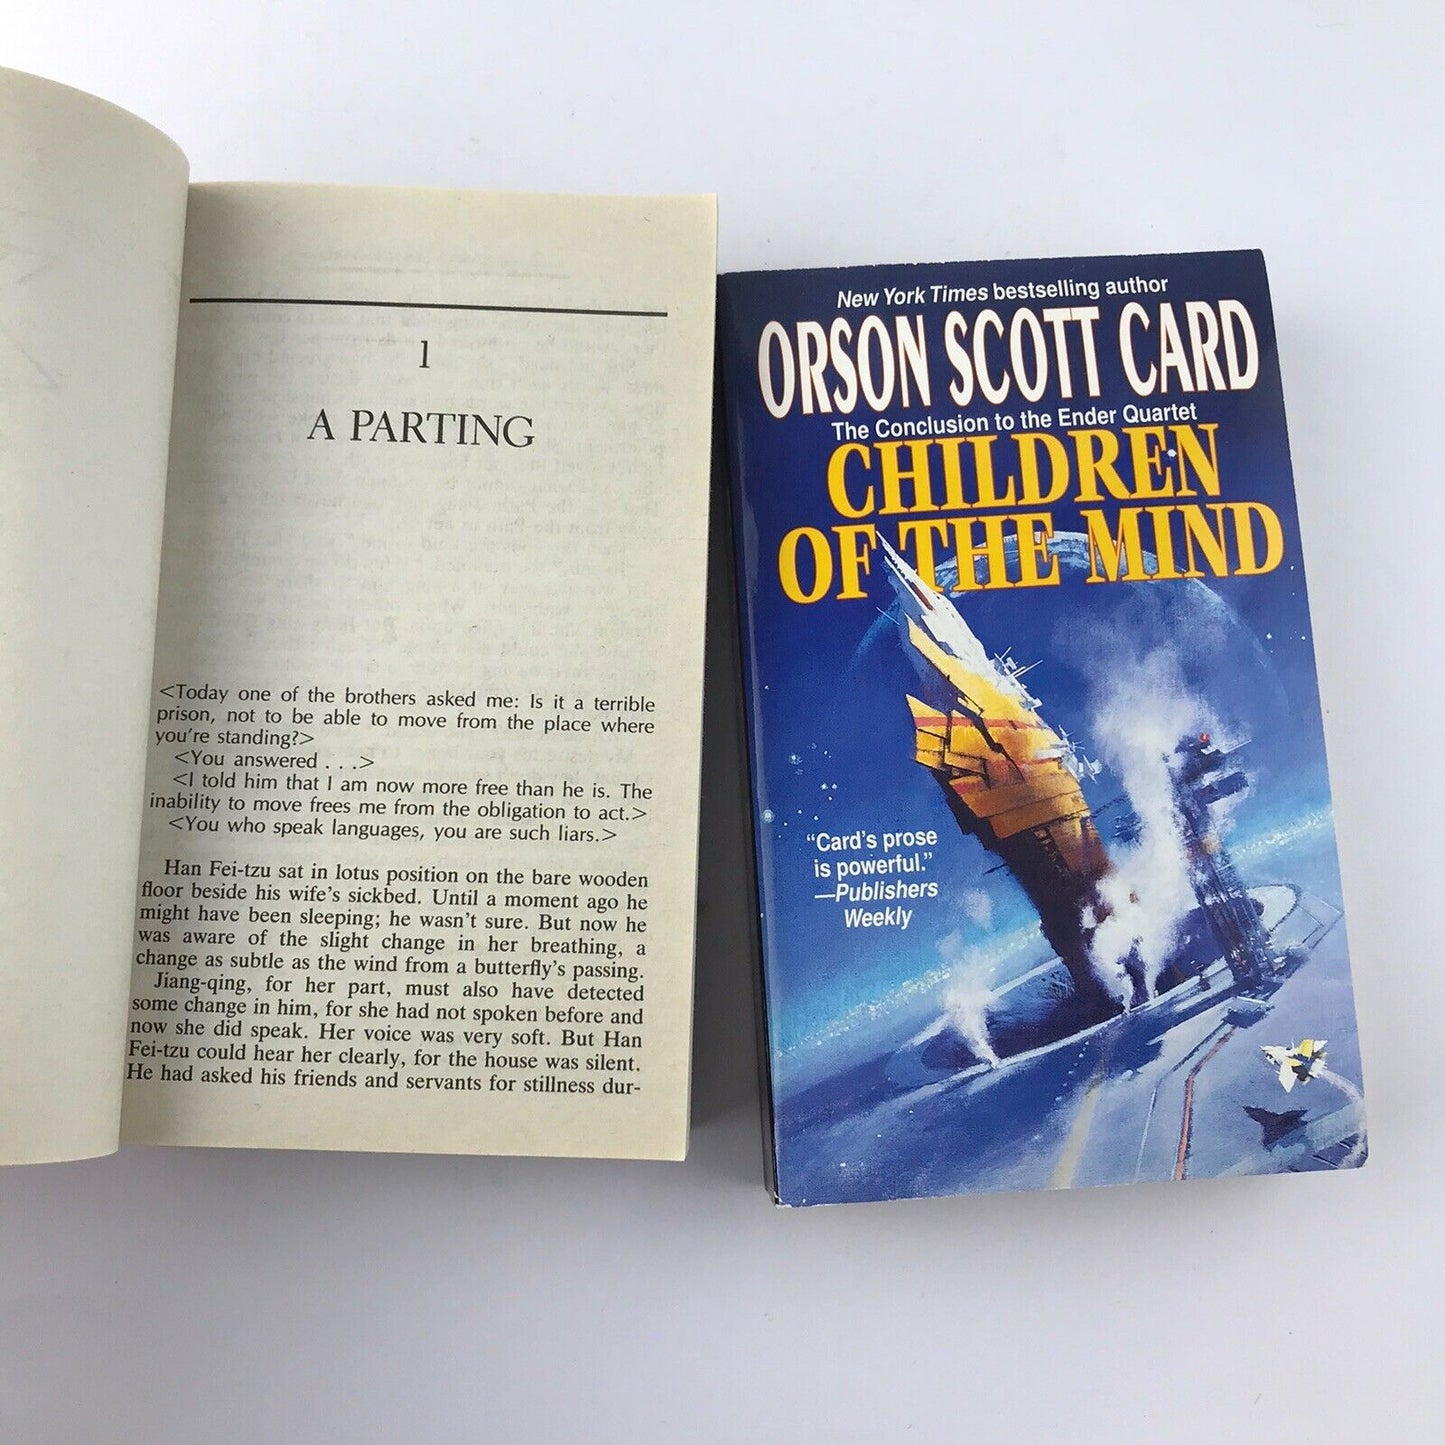 1
A PARTING
<Today one of the brothers asked me: Is it a terrible
prison, not to be able to move from the place where
you're standing?>
<You answered . . .>
<I told him that I am now more free than he is. The
inability to move frees me from the obligation to act.>
<You who speak languages, you are such liars.>
Han Fei-tzu sat in lotus position on the bare wooden
floor beside his wife's sickbed. Until a moment ago he
might have been sleeping; he wasn't sure. But now he
was aware of the slight change in her breathing, a
change as subtle as the wind from a butterfly's passing.
Jiang-qing, for her part, must also have detected
some change in him, for she had not spoken before and
now she did speak. Her voice was very soft. But Han
Fei-tzu could hear her clearly, for the house was silent.
He had asked his friends and servants for stillness dur-
New York Times bestselling author
ORSON SCOTT CARD
The Conclusion to the Ender Quartet
CHILDREN
OF THE MIND
“Card's prose
is powerful.”
—Publishers
Weekly